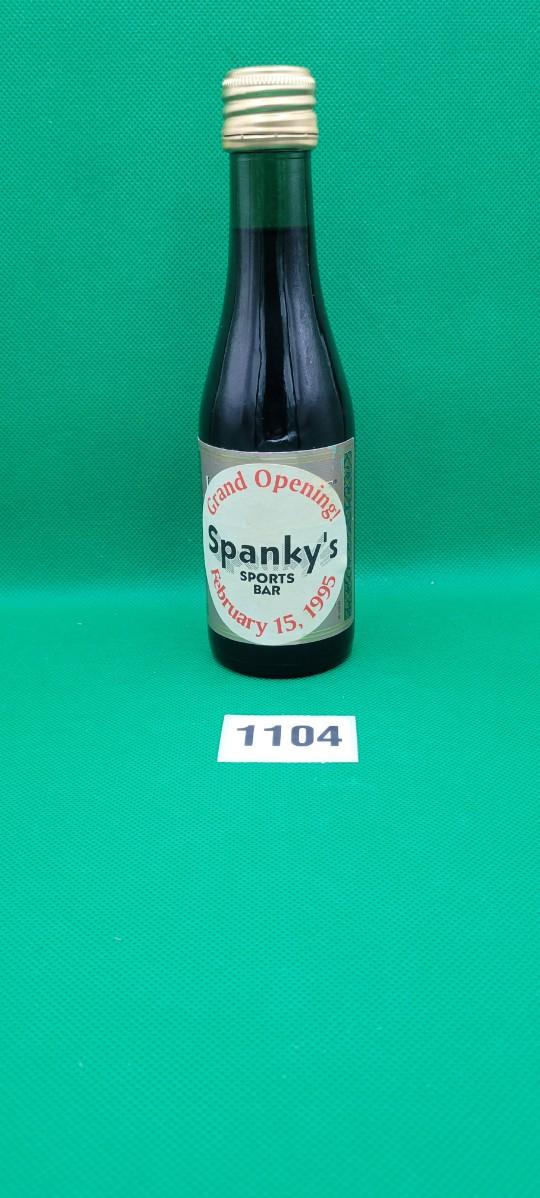 Grand Opening!
Spanky's
SPORTS
BAR
February 15, 1995
1104